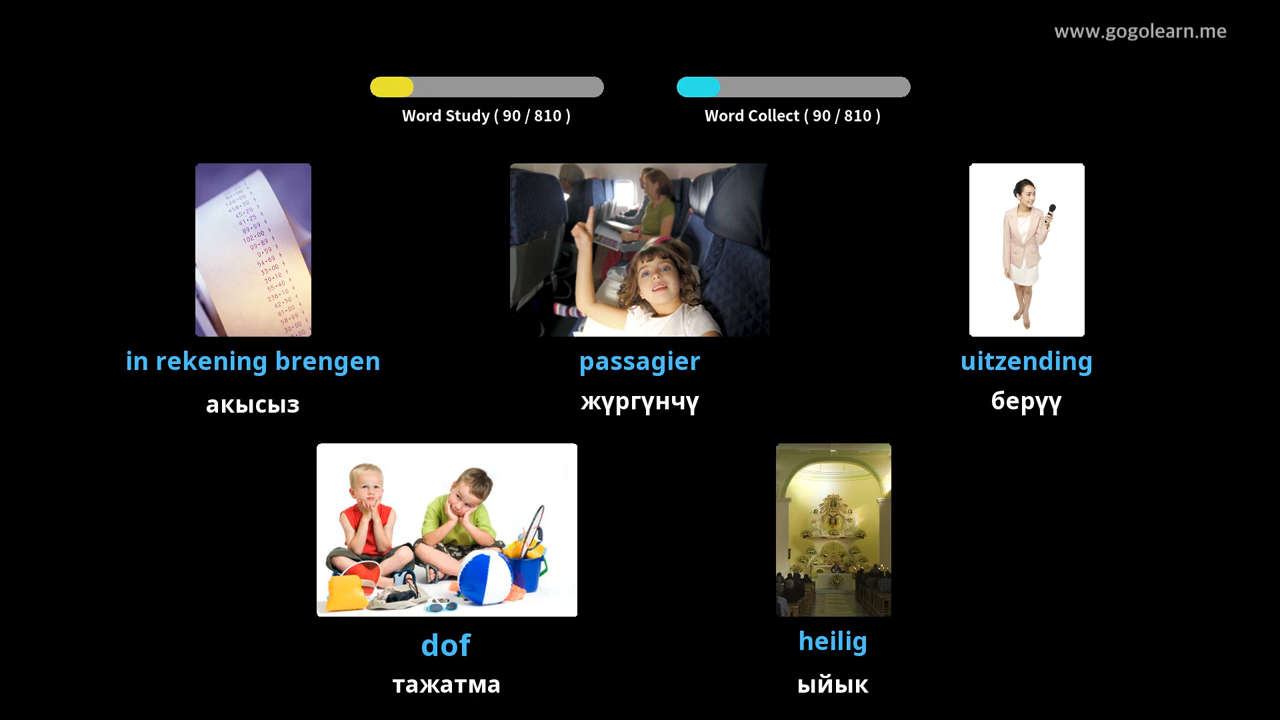 www.gogolearn.me
Word Study ( 90 / 810 )
Word Collect ( 90 / 810 )
in rekening brengen
акысыз
passagier
жүргүнчү
uitzending
берүү
dof
тажатма
heilig
ыйык